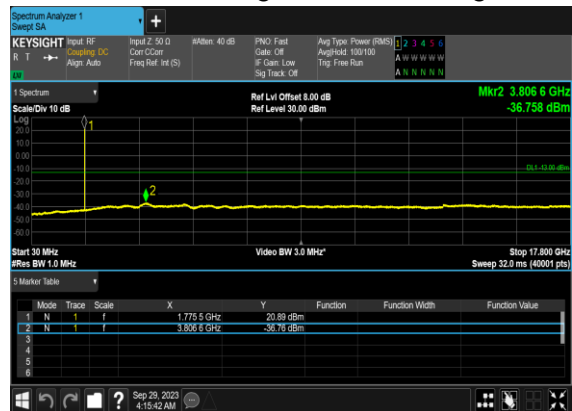 Spectrum Analyzer 1
Swept SA
+
KEYSIGHT Input: RF Input Z: 50 Ω #Atten: 40 dB PNO: Fast Avg Type: Power (RMS) 1 2 3 4 5 6
R T Coupling: DC Corr CCorr Gate: Off Avg|Hold: 100/100 A W W W W W
Align: Auto Freq Ref: Int (S) IF Gain: Low Trig: Free Run
Sig Track: Off A N N N N N
1 Spectrum
Ref Lvl Offset 8.00 dB Mkr2 3.806 6 GHz
Scale/Div 10 dB Ref Level 30.00 dBm -36.758 dBm
Log
1
20.0
10.0
0.00
-10.0
DL1 -13.00 dBm
-20.0
2
-30.0
-40.0
-50.0
-60.0
Start 30 MHz Video BW 3.0 MHz* Stop 17.800 GHz
#Res BW 1.0 MHz Sweep 32.0 ms (40001 pts)
5 Marker Table
Mode Trace Scale X Y Function Function Width Function Value
1 N 1 f 1.775 5 GHz 20.89 dBm
2 N 1 f 3.806 6 GHz -36.76 dBm
3
4
5
6
? Sep 29, 2023
4:15:42 AM